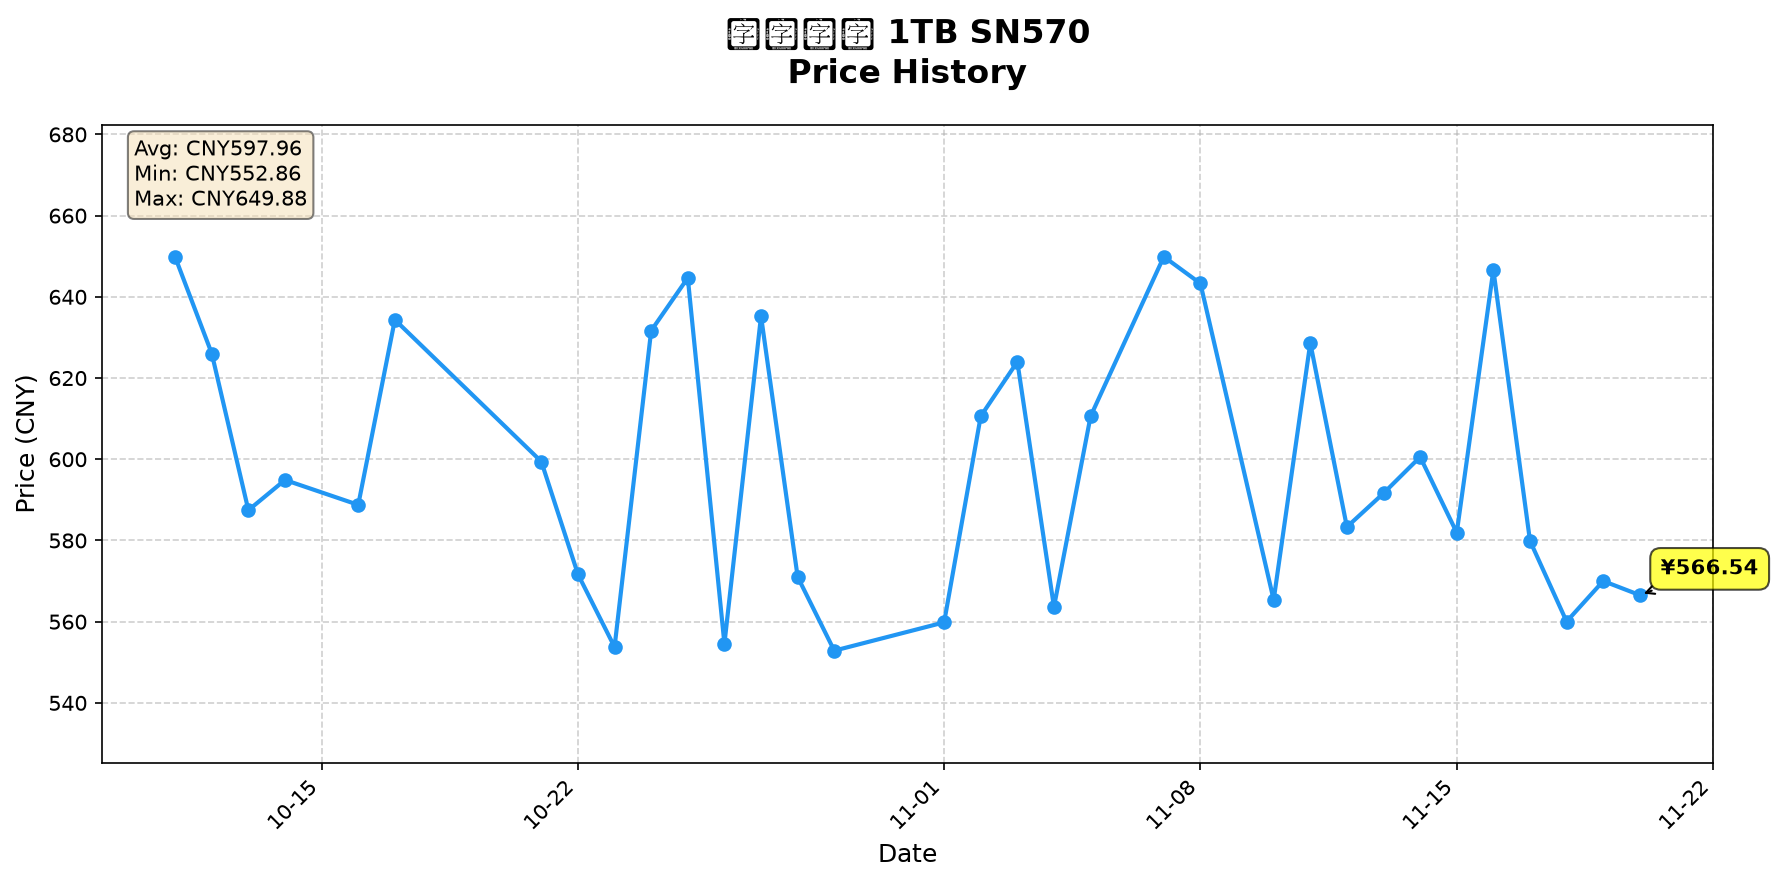 1TB SN570
Price History
Avg: CNY597.96
Min: CNY552.86
Max: CNY649.88
680
660
640
620
600
580
560
540
Price (CNY)
¥566.54
10-15
10-22
11-01
11-08
11-15
11-22
Date